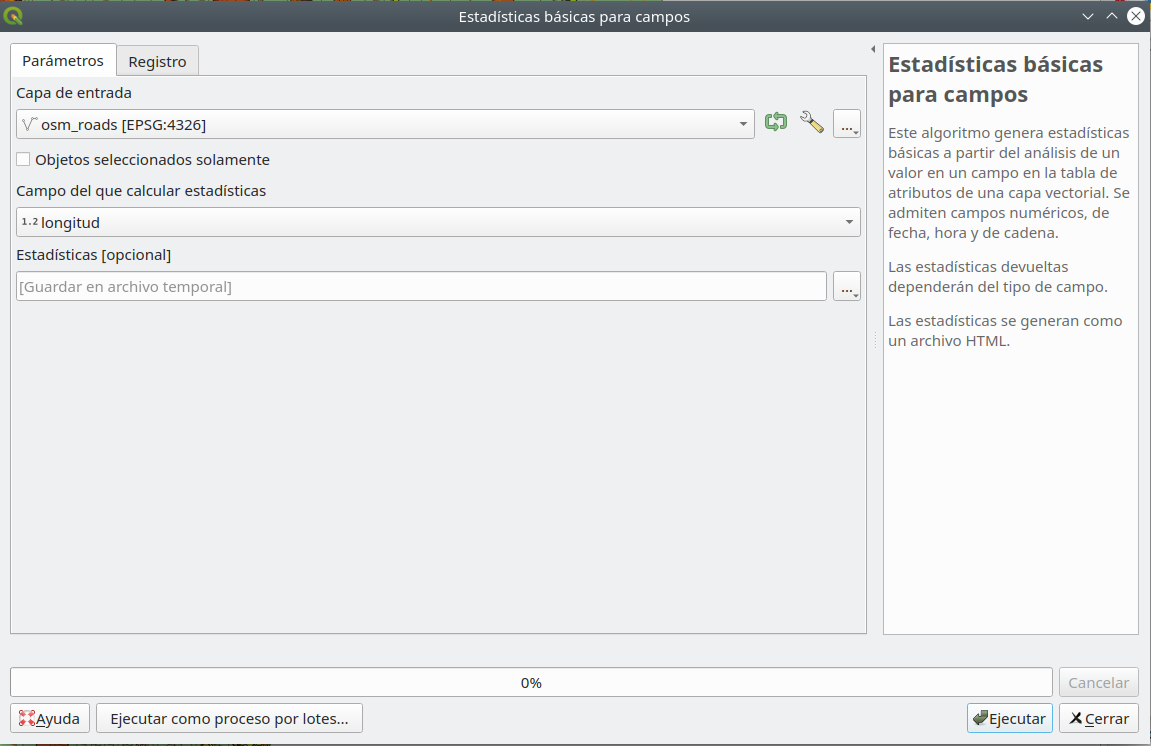 Estadísticas básicas para campos
Parámetros
Registro
Capa de entrada
osm_roads [EPSG:4326]
...
Objetos seleccionados solamente
Campo del que calcular estadísticas
1.2 longitud
Estadísticas [opcional]
[Guardar en archivo temporal]
...
Estadísticas básicas
para campos
Este algoritmo genera estadísticas
básicas a partir del análisis de un
valor en un campo en la tabla de
atributos de una capa vectorial. Se
admiten campos numéricos, de
fecha, hora y de cadena.
Las estadísticas devueltas
dependerán del tipo de campo.
Las estadísticas se generan como
un archivo HTML.
0%
Cancelar
Ayuda
Ejecutar como proceso por lotes...
Ejecutar
Cerrar